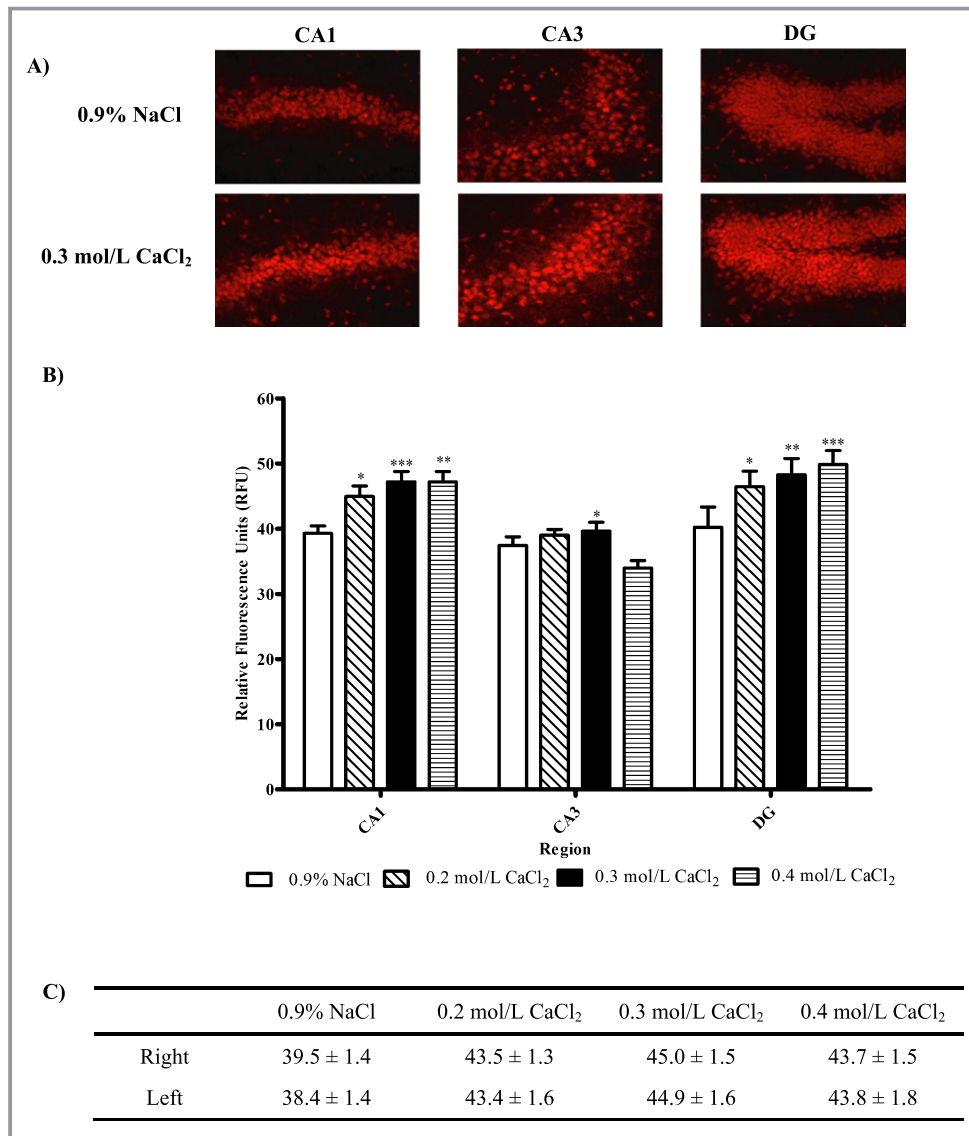 CA1 CA3 DG
A)
0.9% NaCl
0.3 mol/L CaCl₂
B)
60
50
40
30
20
10
0
Relative Fluorescence Units (RFU)
* *** **
*
* ** ***
CA1 CA3 DG
Region
0.9% NaCl 0.2 mol/L CaCl₂ 0.3 mol/L CaCl₂ 0.4 mol/L CaCl₂
C)
0.9% NaCl 0.2 mol/L CaCl₂ 0.3 mol/L CaCl₂ 0.4 mol/L CaCl₂
Right 39.5 ± 1.4 43.5 ± 1.3 45.0 ± 1.5 43.7 ± 1.5
Left 38.4 ± 1.4 43.4 ± 1.6 44.9 ± 1.6 43.8 ± 1.8